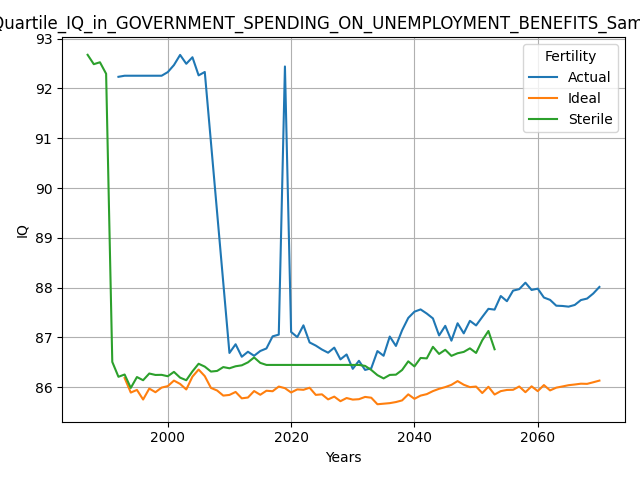 Quartile_IQ_in_GOVERNMENT_SPENDING_ON_UNEMPLOYMENT_BENEFITS_Sam
93
92
91
90
89
88
87
86
IQ
Fertility
Actual
Ideal
Sterile
2000
2020
2040
2060
Years